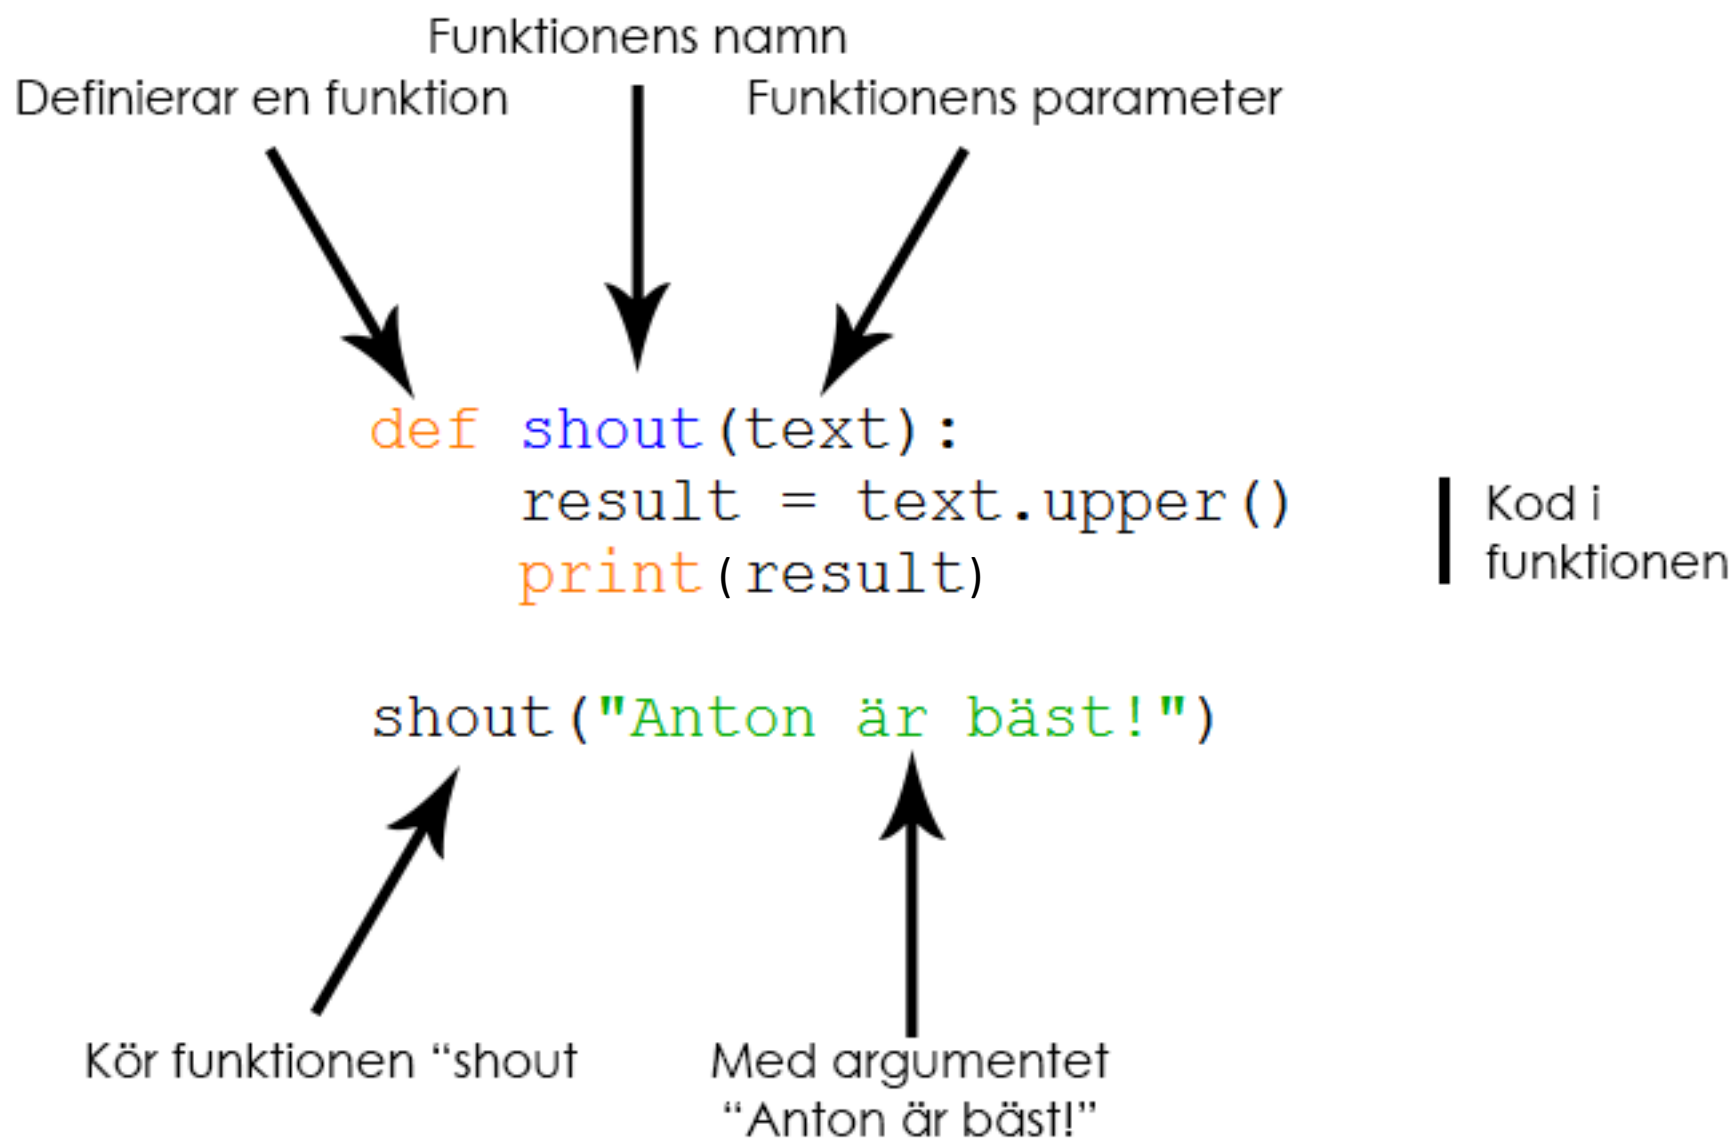 Funktionens namn
Definierar en funktion
Funktionens parameter
def shout(text):
result = text.upper()
print(result)
Kod i
funktionen
shout("Anton är bäst!")
Kör funktionen “shout
Med argumentet
“Anton är bäst!”